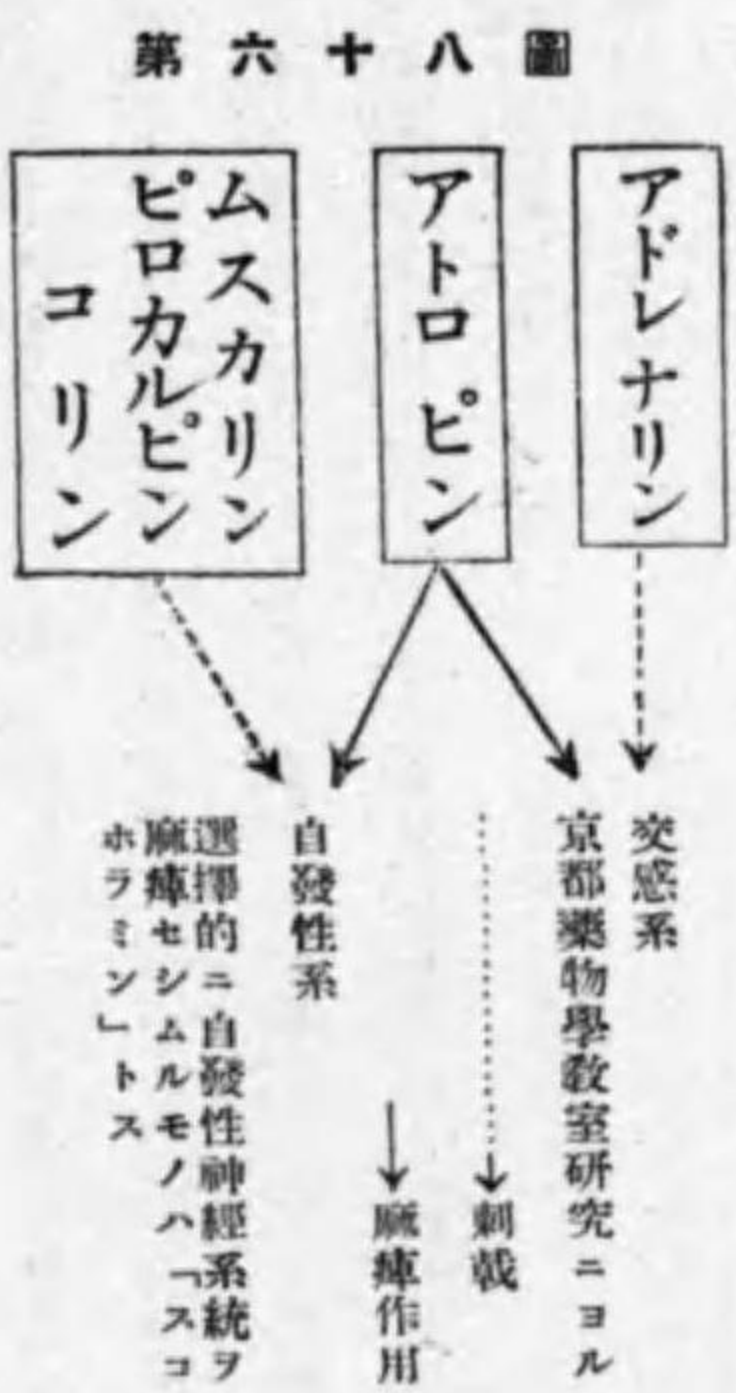 第六十八圖
アドレナリン
アトロピン
ムスカリン
ピロカルピン
コリン
交感系
京都藥物學教室研究ニヨル
刺戟
麻痺作用
自發性系
選擇的ニ自發性神經系統ヲ
麻痺セシムルモノハ「スコ
ホラミン」トス